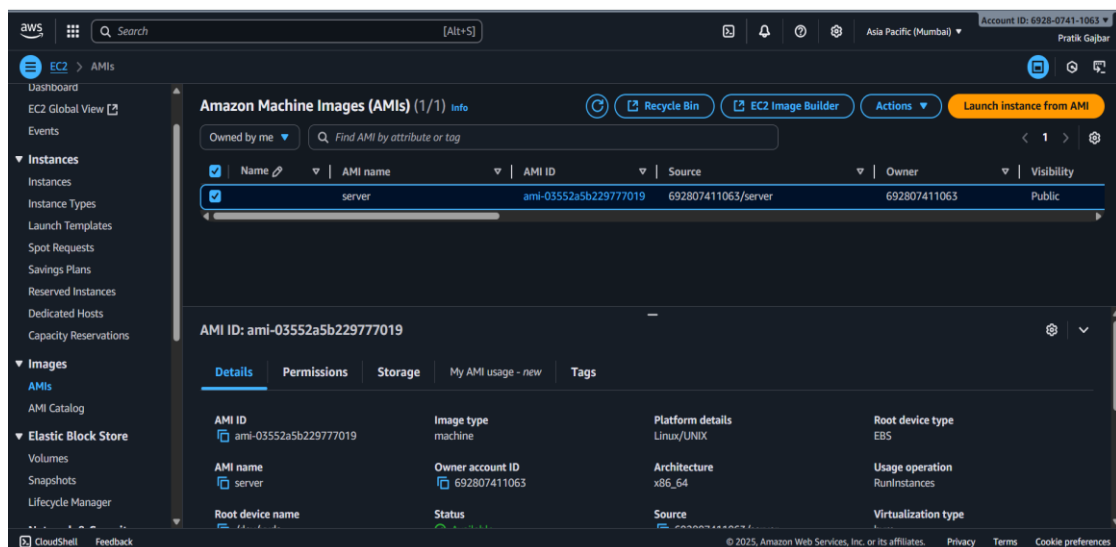 aws
Search
[Alt+S]
Asia Pacific (Mumbai)
Account ID: 6928-0741-1063
Pratik Gajbar
EC2 > AMIs
Dashboard
EC2 Global View
Events
Instances
Instances
Instance Types
Launch Templates
Spot Requests
Savings Plans
Reserved Instances
Dedicated Hosts
Capacity Reservations
Images
AMIs
AMI Catalog
Elastic Block Store
Volumes
Snapshots
Lifecycle Manager
Amazon Machine Images (AMIs) (1/1) Info
Recycle Bin
EC2 Image Builder
Actions
Launch instance from AMI
Owned by me
Find AMI by attribute or tag
1
Name AMI name AMI ID Source Owner Visibility
server ami-03552a5b229777019 692807411063/server 692807411063 Public
AMI ID: ami-03552a5b229777019
Details Permissions Storage My AMI usage - new Tags
AMI ID Image type Platform details Root device type
ami-03552a5b229777019 machine Linux/UNIX EBS
AMI name Owner account ID Architecture Usage operation
server 692807411063 x86_64 RunInstances
Root device name Status Source Virtualization type
CloudShell Feedback © 2025, Amazon Web Services, Inc. or its affiliates. Privacy Terms Cookie preferences